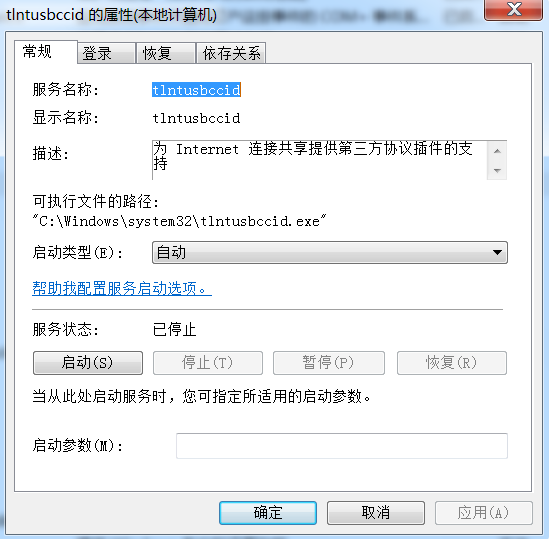 tlntusbccid 的属性(本地计算机)
常规 登录 恢复 依存关系
服务名称: tlntusbccid
显示名称: tlntusbccid
描述: 为 Internet 连接共享提供第三方协议插件的支
持
可执行文件的路径:
"C:\Windows\system32\tlntusbccid.exe"
启动类型(E): 自动
帮助我配置服务启动选项。
服务状态: 已停止
启动(S) 停止(T) 暂停(P) 恢复(R)
当从此处启动服务时，您可指定所适用的启动参数。
启动参数(M):
确定 取消 应用(A)